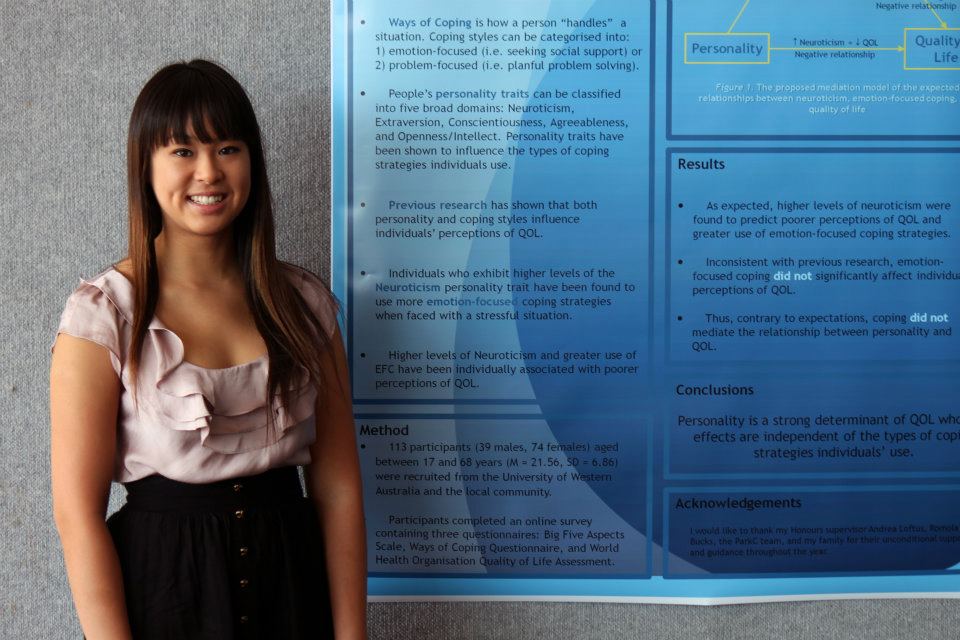 Ways of Coping is how a person “handles” a
situation. Coping styles can be categorised into:
1) emotion-focused (i.e. seeking social support) or
2) problem-focused (i.e. planful problem solving).
People’s personality traits can be classified
into five broad domains: Neuroticism,
Extraversion, Conscientiousness, Agreeableness,
and Openness/Intellect. Personality traits have
been shown to influence the types of coping
strategies individuals use.
Previous research has shown that both
personality and coping styles influence
individuals’ perceptions of QOL.
Individuals who exhibit higher levels of the
Neuroticism personality trait have been found to
use more emotion-focused coping strategies
when faced with a stressful situation.
Higher levels of Neuroticism and greater use of
EFC have been individually associated with poorer
perceptions of QOL.
Method
113 participants (39 males, 74 females) aged
between 17 and 68 years (M = 21.56, SD = 6.86)
were recruited from the University of Western
Australia and the local community.
Participants completed an online survey
containing three questionnaires: Big Five Aspects
Scale, Ways of Coping Questionnaire, and World
Health Organisation Quality of Life Assessment.
Negative relationship
Personality
↑ Neuroticism = ↓ QOL
Negative relationship
Quality
Life
Figure 1. The proposed mediation model of the expected
relationships between neuroticism, emotion-focused coping,
quality of life
Results
As expected, higher levels of neuroticism were
found to predict poorer perceptions of QOL and
greater use of emotion-focused coping strategies.
Inconsistent with previous research, emotion-
focused coping did not significantly affect individua
perceptions of QOL.
Thus, contrary to expectations, coping did not
mediate the relationship between personality and
QOL.
Conclusions
Personality is a strong determinant of QOL who
effects are independent of the types of copi
strategies individuals’ use.
Acknowledgements
I would like to thank my Honours supervisor Andrea Loftus, Romola
Bucks, the ParkC team, and my family for their unconditional supp
and guidance throughout the year